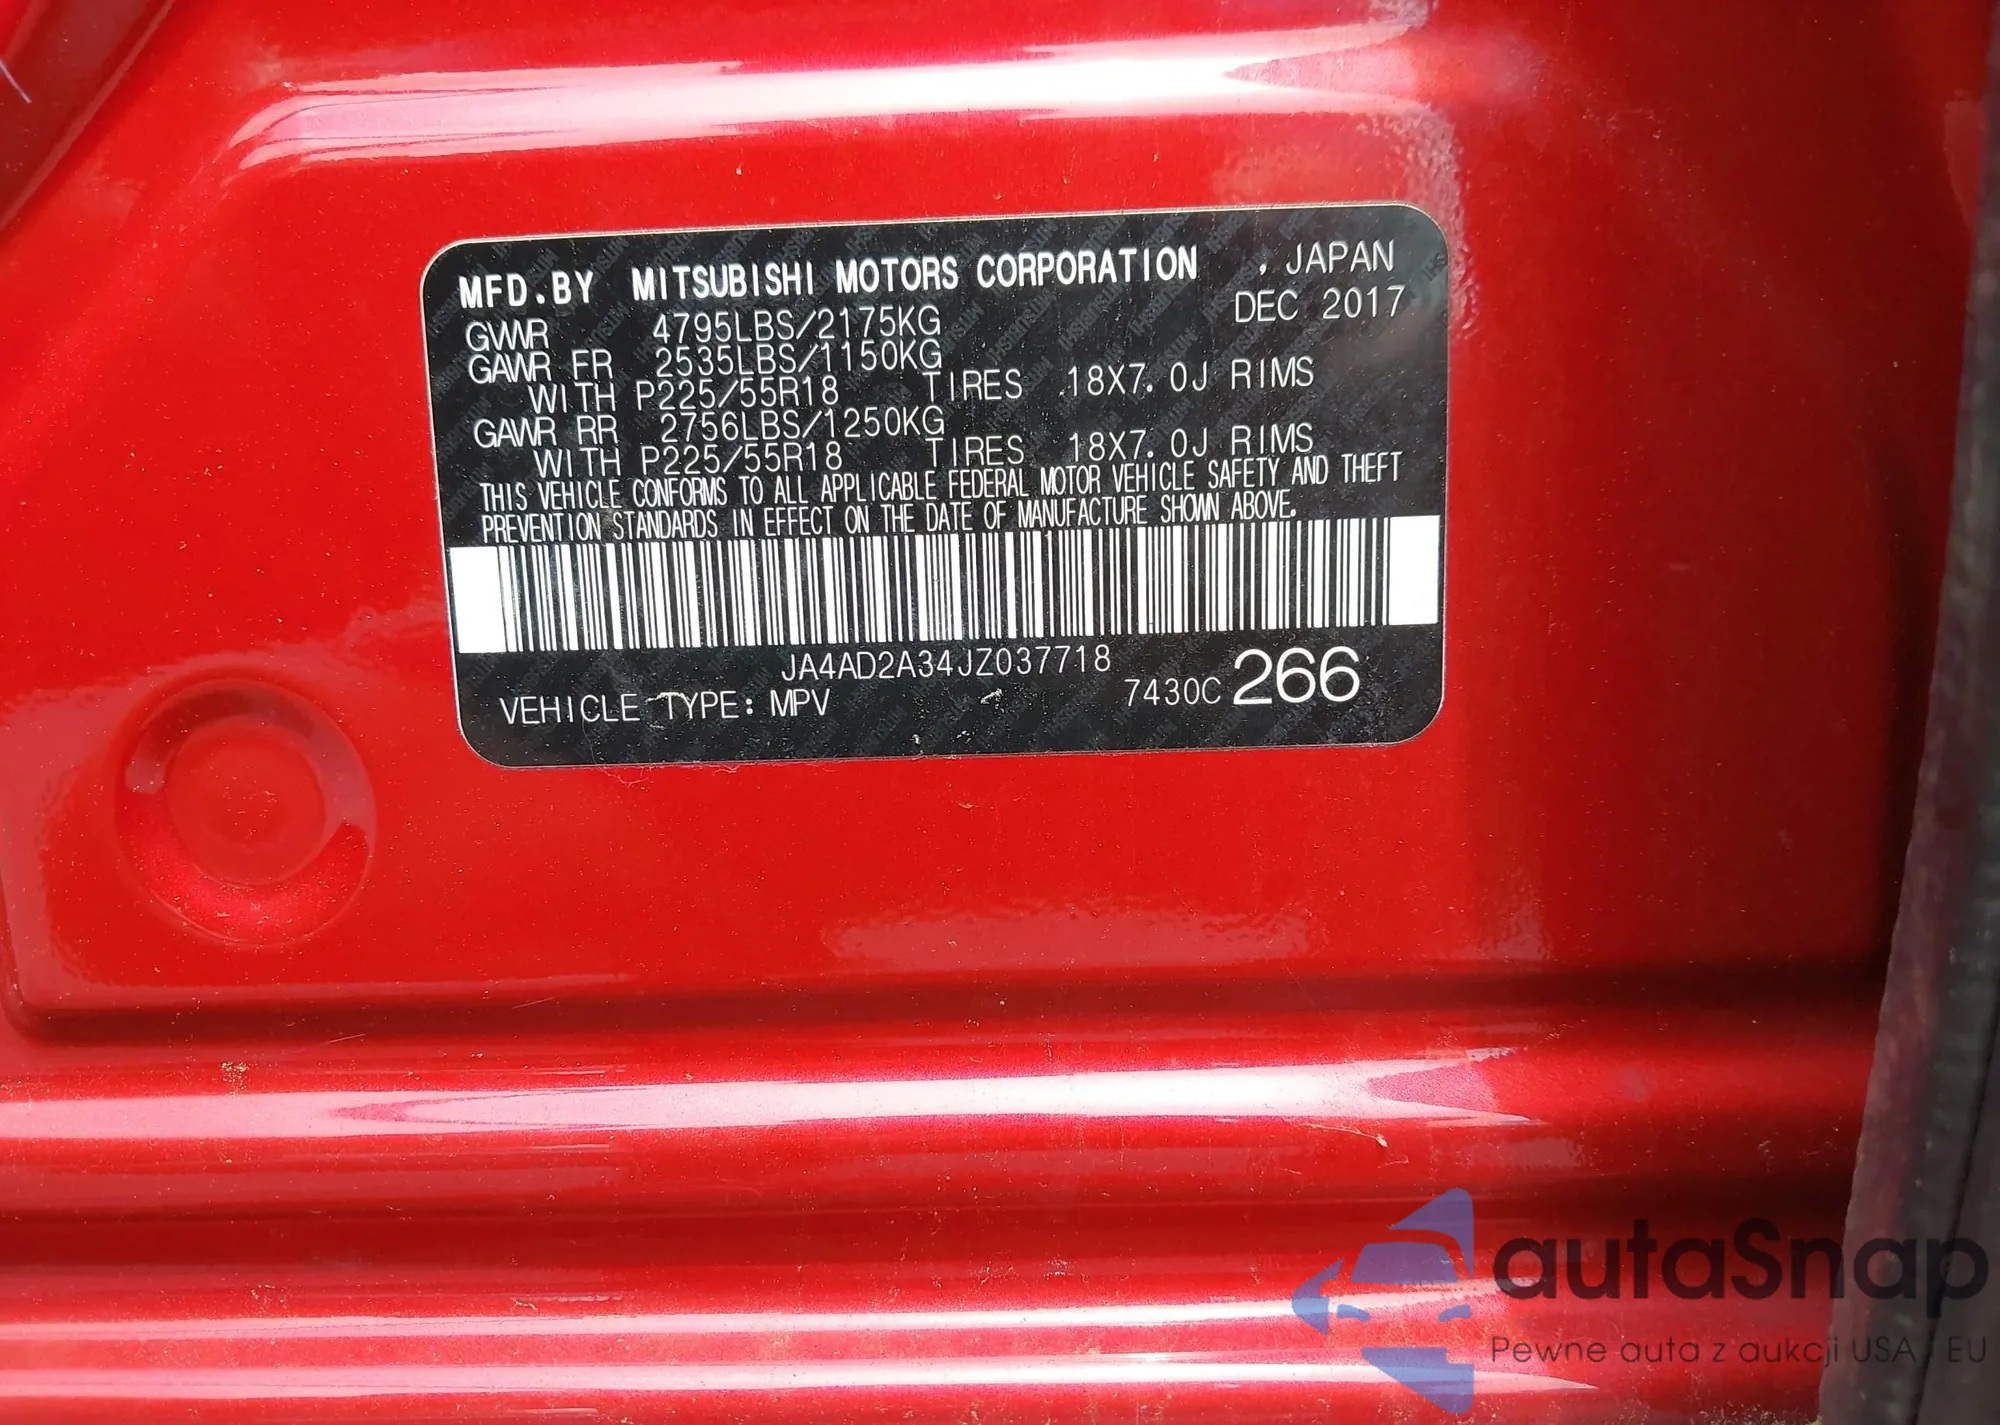 MFD.BY MITSUBISHI MOTORS CORPORATION , JAPAN
DEC 2017
GVWR 4795LBS/2175KG
GAWR FR 2535LBS/1150KG
WITH P225/55R18 TIRES 18X7.0J RIMS
GAWR RR 2756LBS/1250KG
WITH P225/55R18 TIRES 18X7.0J RIMS
THIS VEHICLE CONFORMS TO ALL APPLICABLE FEDERAL MOTOR VEHICLE SAFETY AND THEFT
PREVENTION STANDARDS IN EFFECT ON THE DATE OF MANUFACTURE SHOWN ABOVE.
JA4AD2A34JZ037718
VEHICLE TYPE: MPV 7430C 266
autaSnap
Pewne auta z aukcji USA i EU